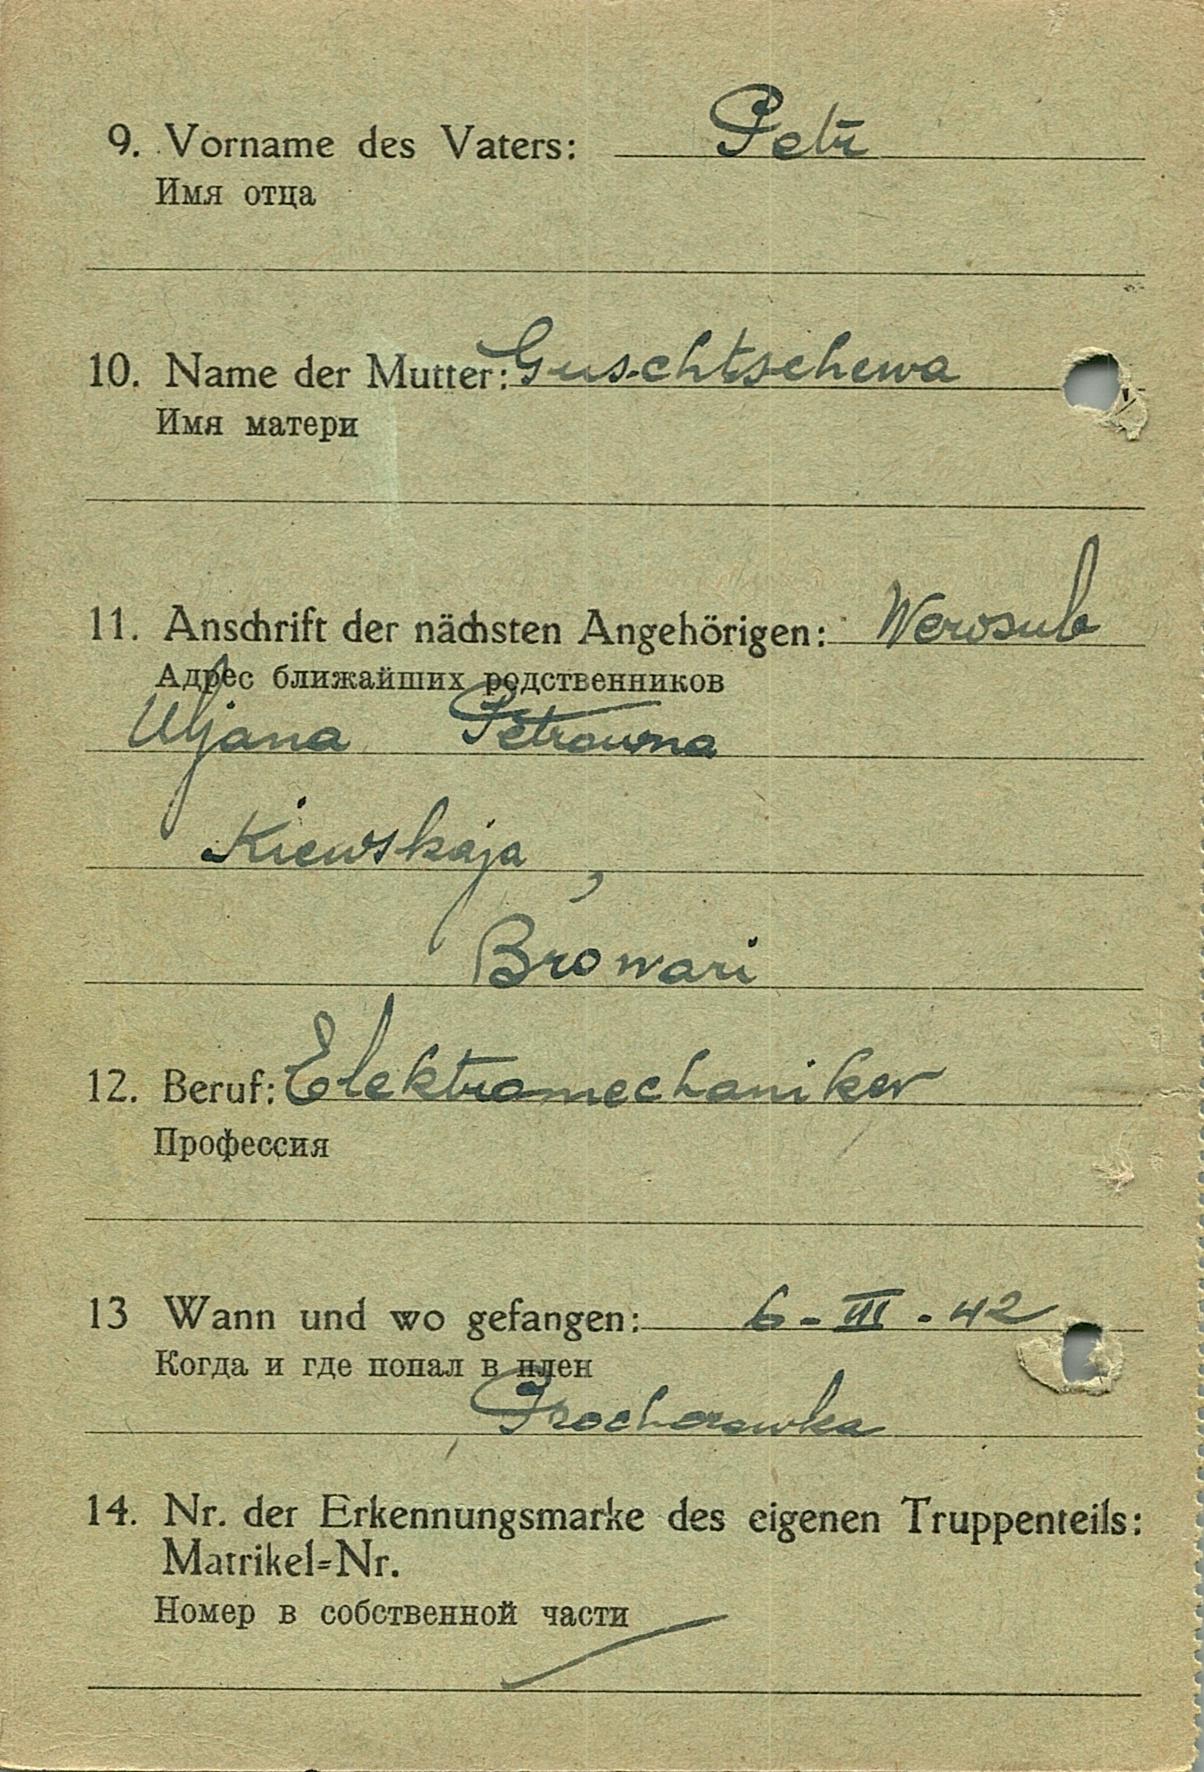 9. Vorname des Vaters: Petr
Имя отца
10. Name der Mutter: Guschtschewa
Имя матери
11. Anschrift der nächsten Angehörigen: Werosub
Адрес ближайших родственников
Uljana Petrowna
Kiewskaja,
Browari
12. Beruf: Elektromechaniker
Профессия
13 Wann und wo gefangen: 6-III-42
Когда и где попал в плен
Prochorowka
14. Nr. der Erkennungsmarke des eigenen Truppenteils:
Matrikel=Nr.
Номер в собственной части